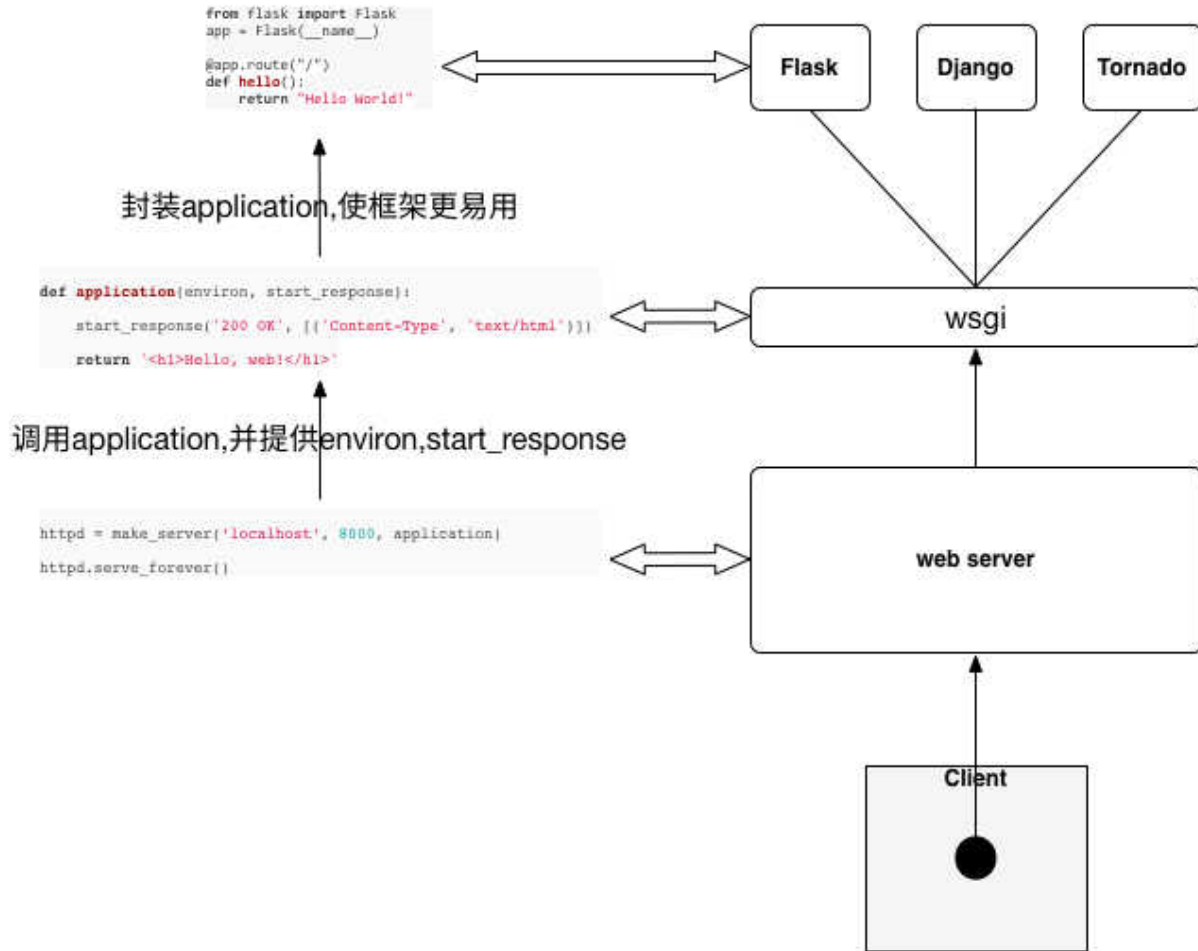 from flask import Flask
app = Flask(__name__)
@app.route("/")
def hello():
    return "Hello World!"
Flask
Django
Tornado
封装application,使框架更易用
def application(environ, start_response):
    start_response('200 OK', [('Content-Type', 'text/html')])
    return '<h1>Hello, web!</h1>'
wsgi
调用application,并提供environ,start_response
httpd = make_server('localhost', 8000, application)
httpd.serve_forever()
web server
Client